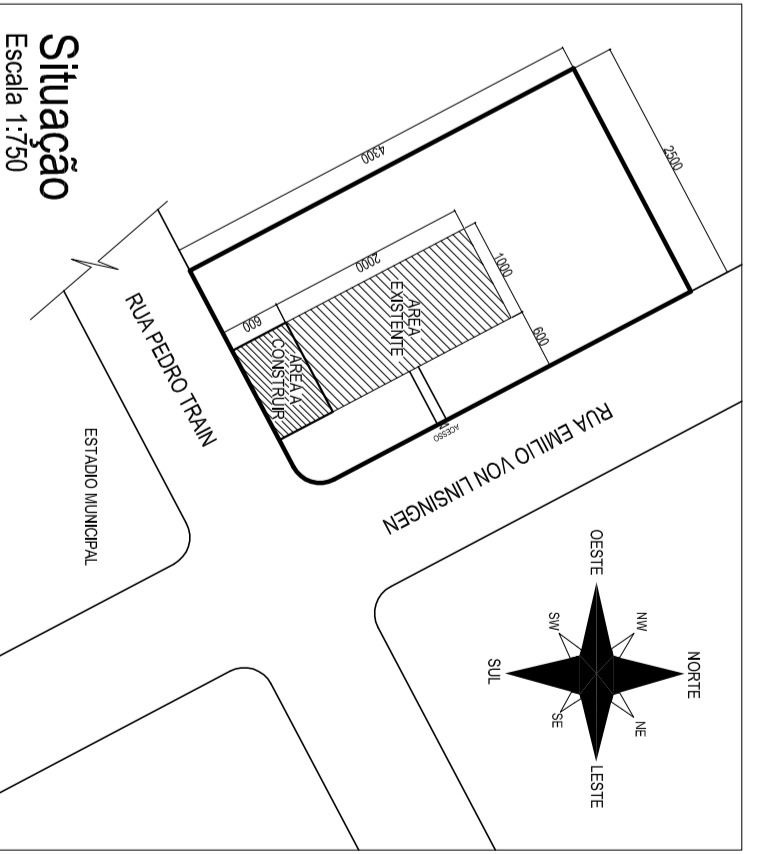 Situação
Escala 1:750
4300
2500
2000
1000
600
600
ÁREA
EXISTENTE
ÁREA A
CONSTRUIR
ACESSO
RUA PEDRO TRAIN
RUA EMILIO VON LINSINGEN
ESTADIO MUNICIPAL
NORTE
NW
NE
OESTE
LESTE
SW
SE
SUL